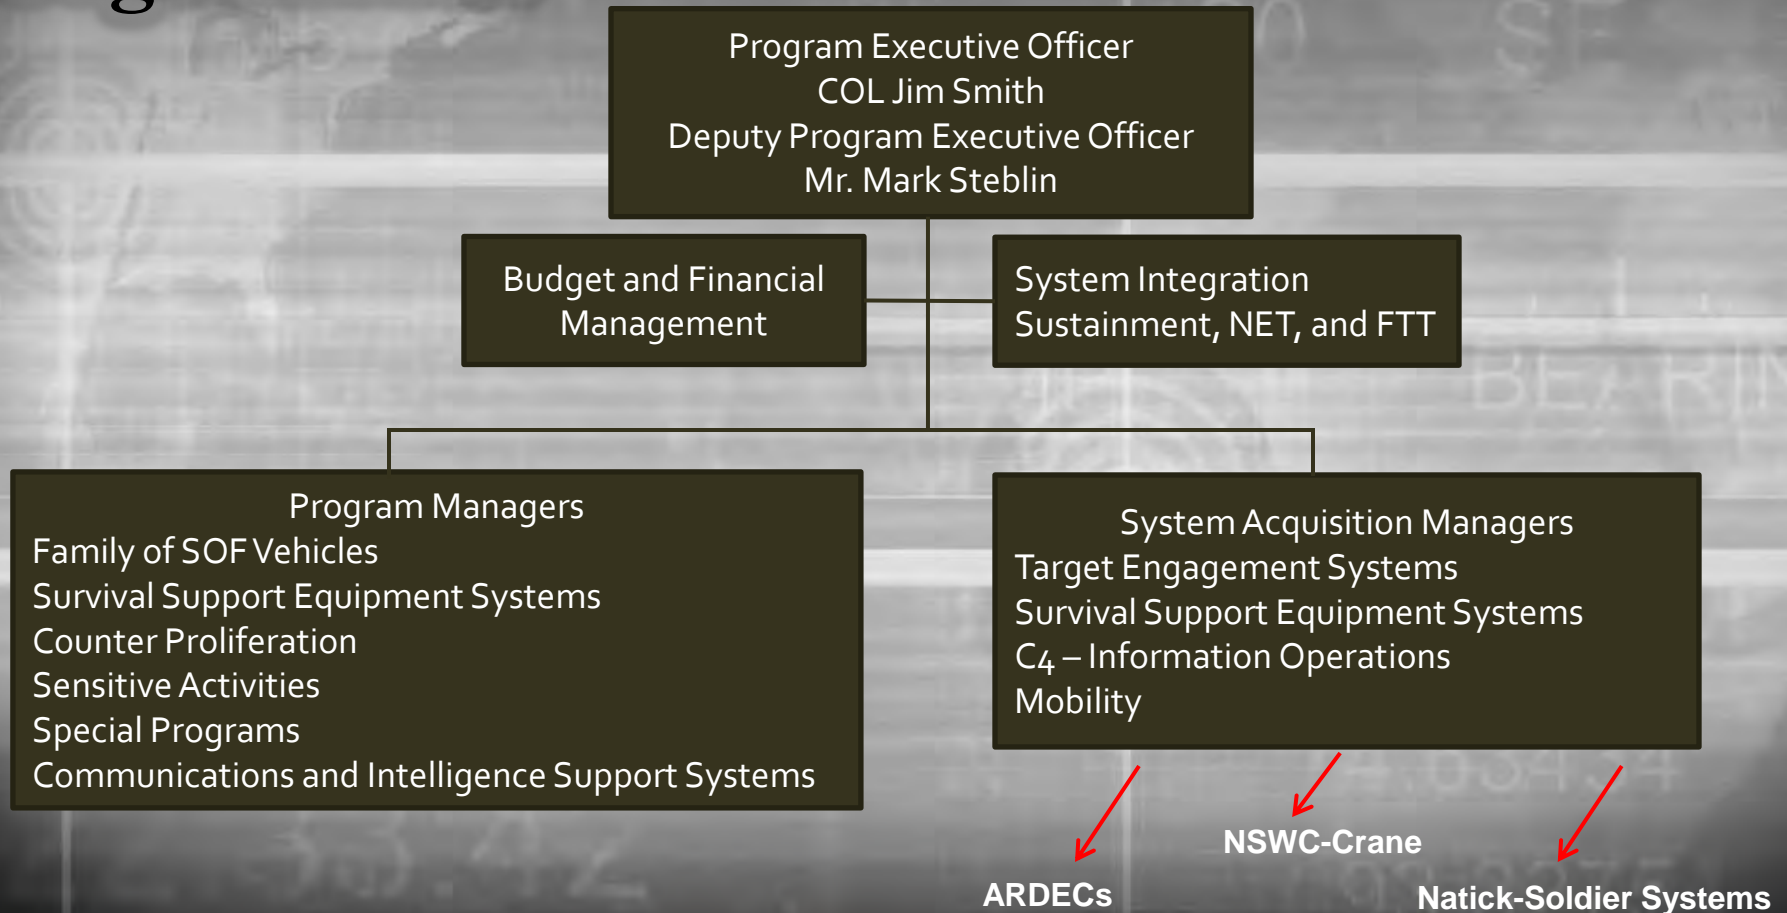 Program Executive Officer
COL Jim Smith
Deputy Program Executive Officer
Mr. Mark Steblin
Budget and Financial
Management
System Integration
Sustainment, NET, and FTT
Program Managers
Family of SOF Vehicles
Survival Support Equipment Systems
Counter Proliferation
Sensitive Activities
Special Programs
Communications and Intelligence Support Systems
System Acquisition Managers
Target Engagement Systems
Survival Support Equipment Systems
C4 – Information Operations
Mobility
NSWC-Crane
ARDECs
Natick-Soldier Systems